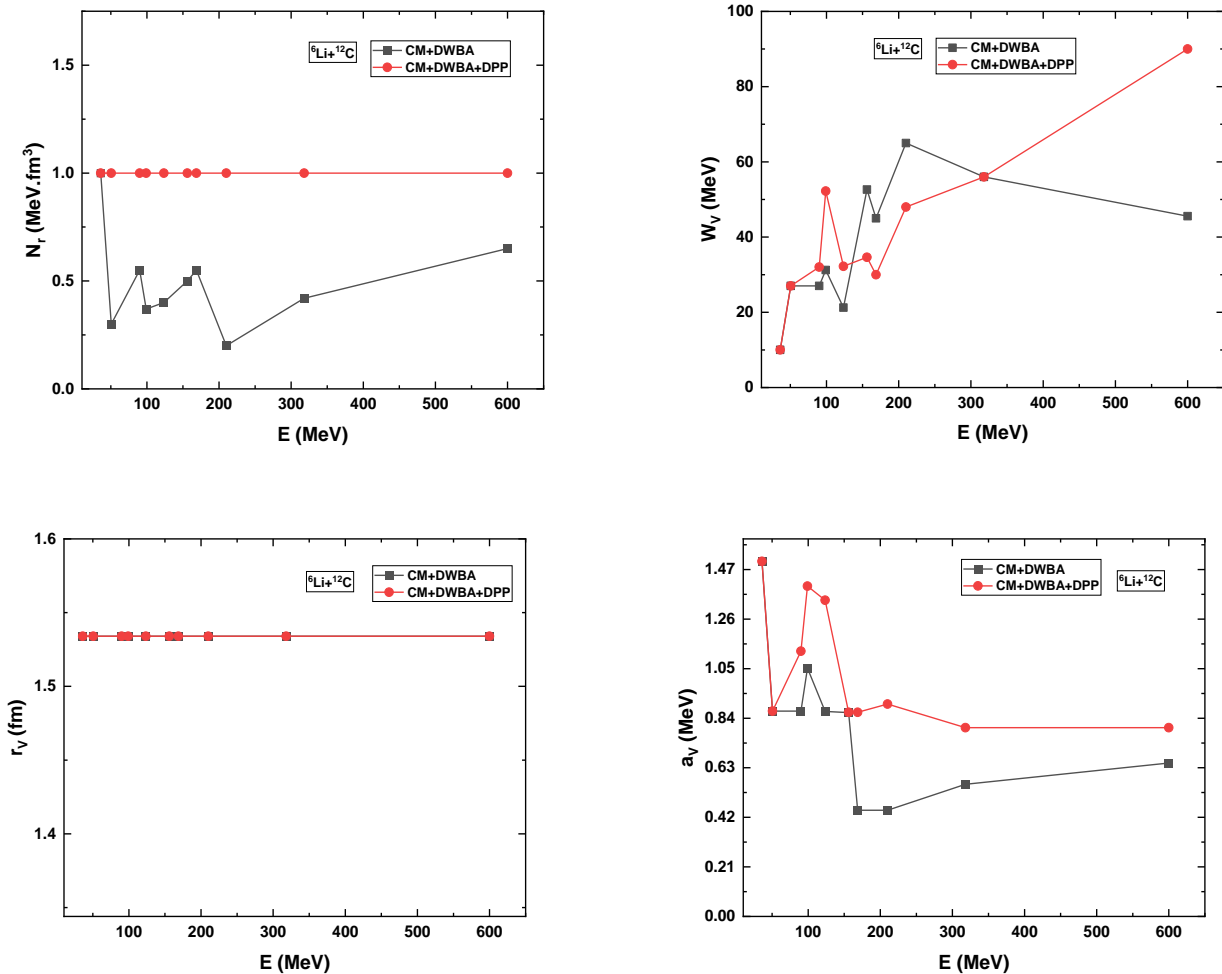 ⁶Li+¹²C
CM+DWBA
CM+DWBA+DPP
1.5
1.0
0.5
0.0
Nᵣ (MeV.fm³)
100 200 300 400 500 600
E (MeV)
⁶Li+¹²C
CM+DWBA
CM+DWBA+DPP
100
80
60
40
20
0
W_V (MeV)
100 200 300 400 500 600
E (MeV)
⁶Li+¹²C
CM+DWBA
CM+DWBA+DPP
1.6
1.5
1.4
r_V (fm)
100 200 300 400 500 600
E (MeV)
CM+DWBA
CM+DWBA+DPP
⁶Li+¹²C
1.47
1.26
1.05
0.84
0.63
0.42
0.21
0.00
a_V (MeV)
100 200 300 400 500 600
E (MeV)